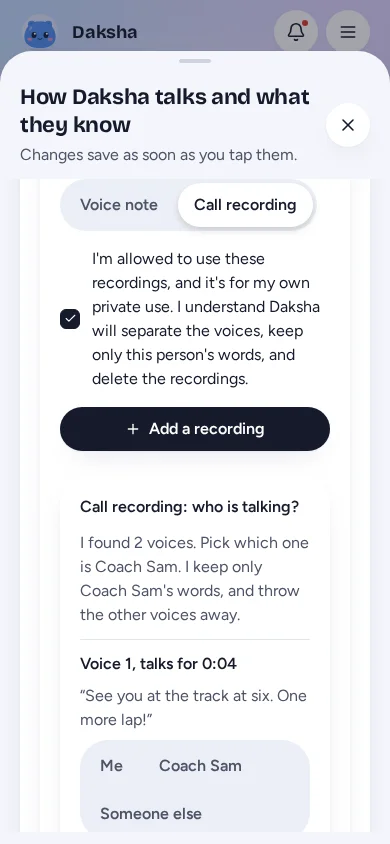 Daksha
How Daksha talks and what
they know
Changes save as soon as you tap them.
Voice note
Call recording
I'm allowed to use these
recordings, and it's for my own
private use. I understand Daksha
will separate the voices, keep
only this person's words, and
delete the recordings.
+ Add a recording
Call recording: who is talking?
I found 2 voices. Pick which one
is Coach Sam. I keep only
Coach Sam's words, and throw
the other voices away.
Voice 1, talks for 0:04
“See you at the track at six. One
more lap!”
Me
Coach Sam
Someone else